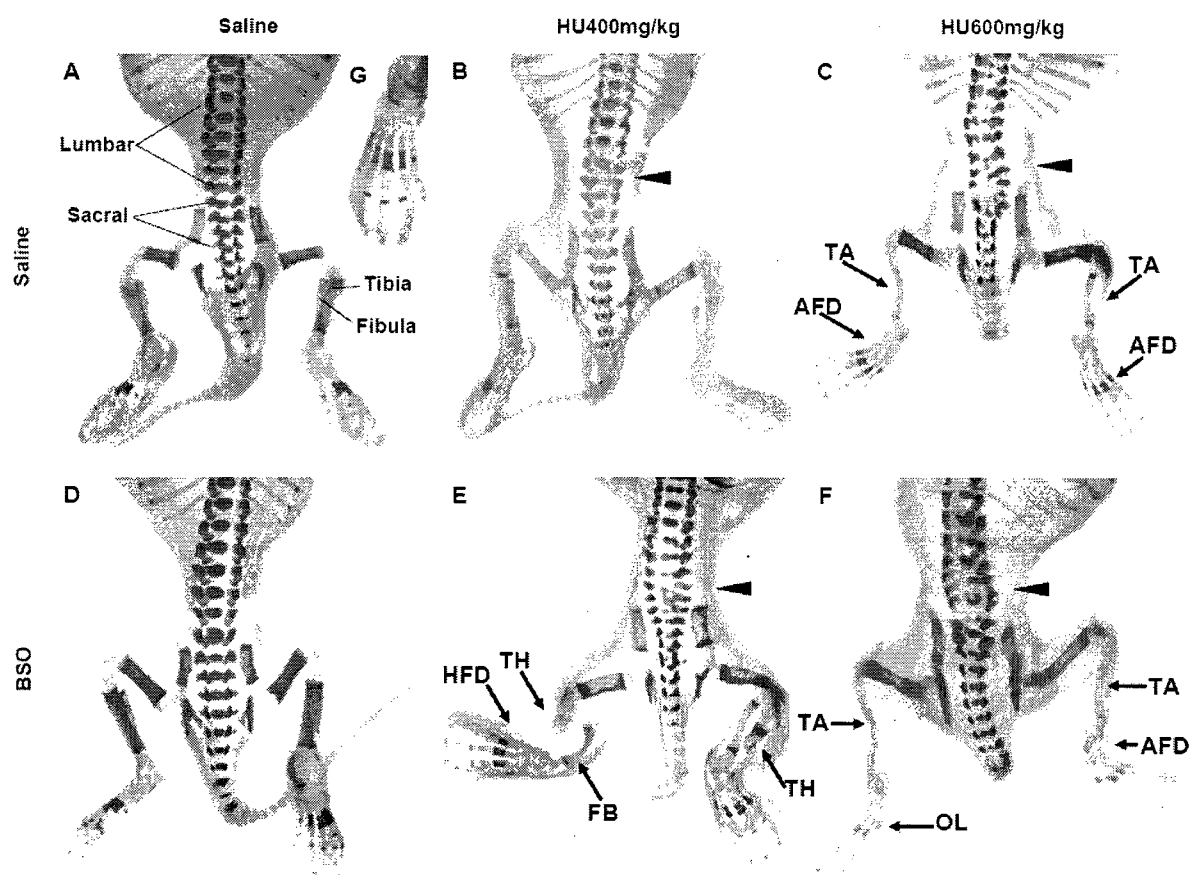 Saline HU400mg/kg HU600mg/kg
A G B C
Lumbar
Sacral
Saline
Tibia
Fibula
TA TA
AFD AFD
D E F
BSO
HFD TH
TA TA
AFD
FB TH
OL